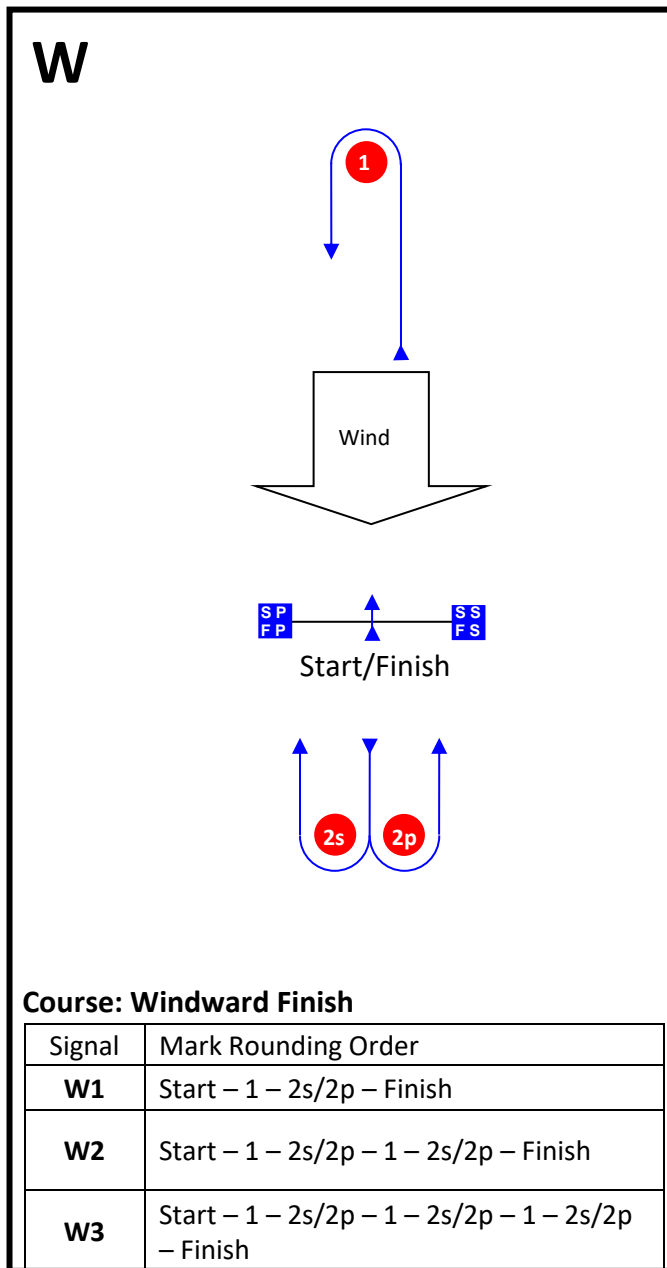 W
1
Wind
S P
F P
S S
F S
Start/Finish
2s
2p
Course: Windward Finish
Signal Mark Rounding Order
W1 Start – 1 – 2s/2p – Finish
W2 Start – 1 – 2s/2p – 1 – 2s/2p – Finish
W3 Start – 1 – 2s/2p – 1 – 2s/2p – 1 – 2s/2p
– Finish